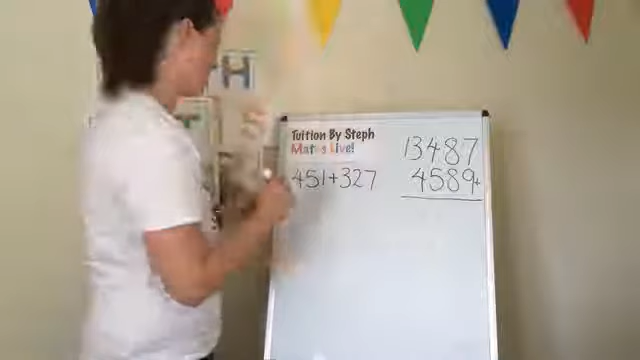 H
Tuition By Steph
Maths Live!
451+327
13487
4589+